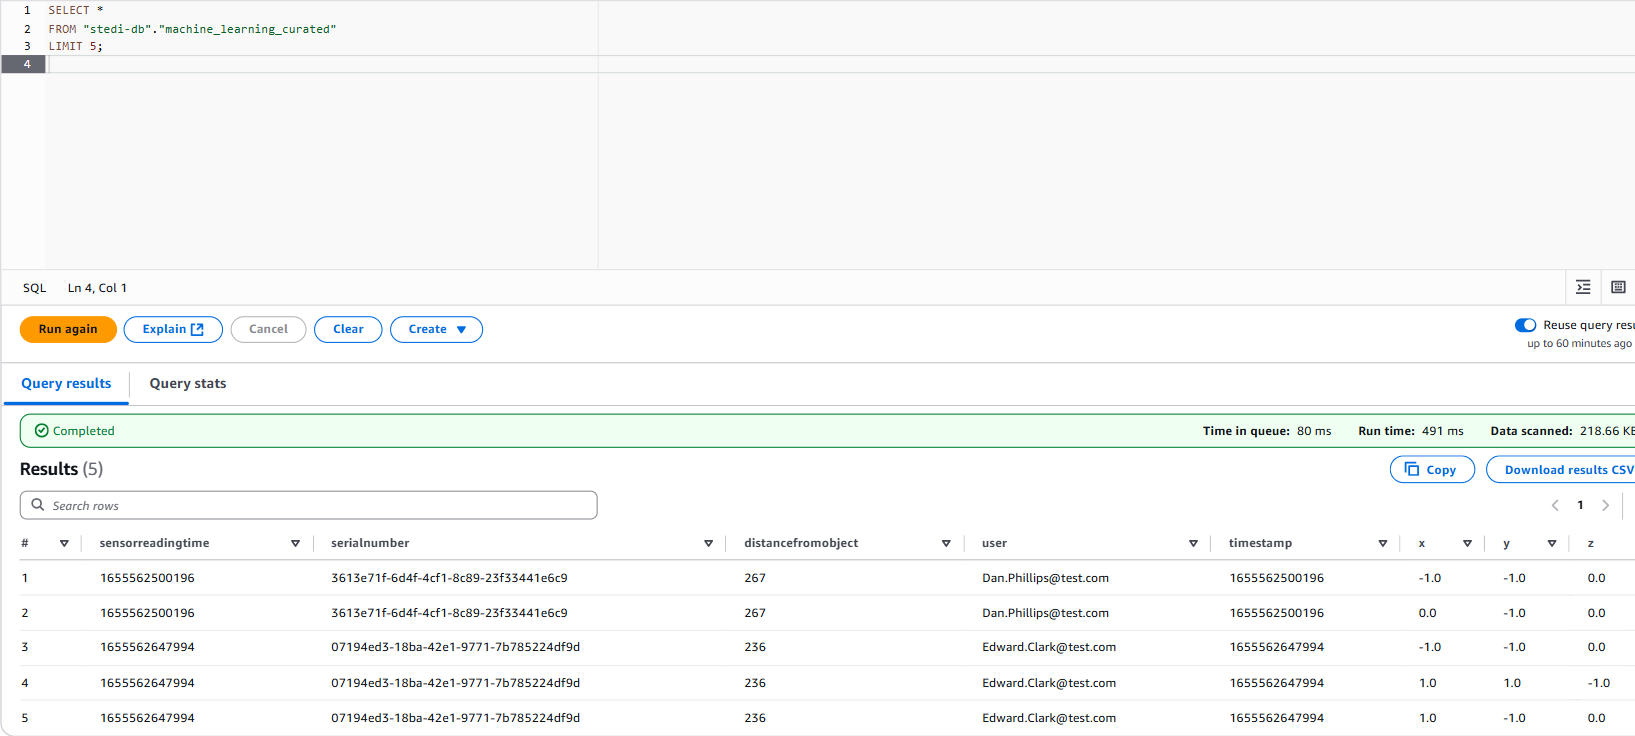 1 SELECT *
2 FROM "stedi-db"."machine_learning_curated"
3 LIMIT 5;
4
SQL Ln 4, Col 1
Run again Explain Cancel Clear Create Reuse query resu
up to 60 minutes ago
Query results Query stats
Completed Time in queue: 80 ms Run time: 491 ms Data scanned: 218.66 KB
Results (5) Copy Download results CSV
Search rows 1
# sensorreadingtime serialnumber distancefromobject user timestamp x y z
1 1655562500196 3613e71f-6d4f-4cf1-8c89-23f33441e6c9 267 Dan.Phillips@test.com 1655562500196 -1.0 -1.0 0.0
2 1655562500196 3613e71f-6d4f-4cf1-8c89-23f33441e6c9 267 Dan.Phillips@test.com 1655562500196 0.0 -1.0 0.0
3 1655562647994 07194ed3-18ba-42e1-9771-7b785224df9d 236 Edward.Clark@test.com 1655562647994 -1.0 -1.0 0.0
4 1655562647994 07194ed3-18ba-42e1-9771-7b785224df9d 236 Edward.Clark@test.com 1655562647994 1.0 1.0 -1.0
5 1655562647994 07194ed3-18ba-42e1-9771-7b785224df9d 236 Edward.Clark@test.com 1655562647994 1.0 -1.0 0.0